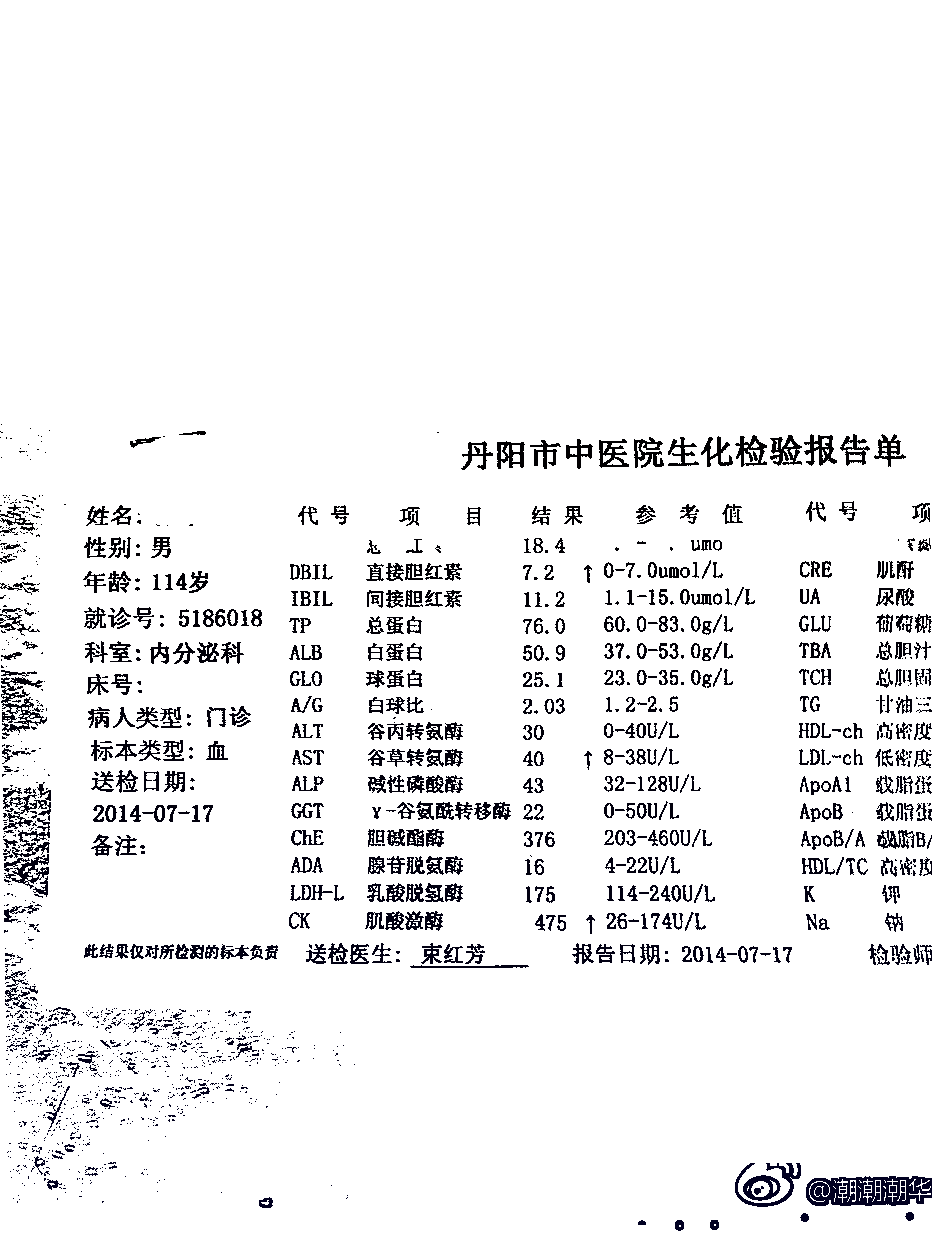 丹阳市中医院生化检验报告单
姓名:
性别: 男
年龄: 114岁
就诊号: 5186018
科室: 内分泌科
床号:
病人类型: 门诊
标本类型: 血
送检日期:
2014-07-17
备注:
代号 项目 结果 参考值 代号 项
18.4 umo
DBIL 直接胆红素 7.2 ↑ 0-7.0umol/L CRE 肌酐
IBIL 间接胆红素 11.2 1.1-15.0umol/L UA 尿酸
TP 总蛋白 76.0 60.0-83.0g/L GLU 葡萄糖
ALB 白蛋白 50.9 37.0-53.0g/L TBA 总胆汁
GLO 球蛋白 25.1 23.0-35.0g/L TCH 总胆固
A/G 白球比 2.03 1.2-2.5 TG 甘油三
ALT 谷丙转氨酶 30 0-40U/L HDL-ch 高密度
AST 谷草转氨酶 40 ↑ 8-38U/L LDL-ch 低密度
ALP 碱性磷酸酶 43 32-128U/L ApoA1 载脂蛋
GGT γ-谷氨酰转移酶 22 0-50U/L ApoB 载脂蛋
ChE 胆碱酯酶 376 203-460U/L ApoB/A 载脂B/
ADA 腺苷脱氨酶 16 4-22U/L HDL/TC 高密度
LDH-L 乳酸脱氢酶 175 114-240U/L K 钾
CK 肌酸激酶 475 ↑ 26-174U/L Na 钠
此结果仅对所检测的标本负责 送检医生: 束红芳 报告日期: 2014-07-17 检验师
@潮潮潮华